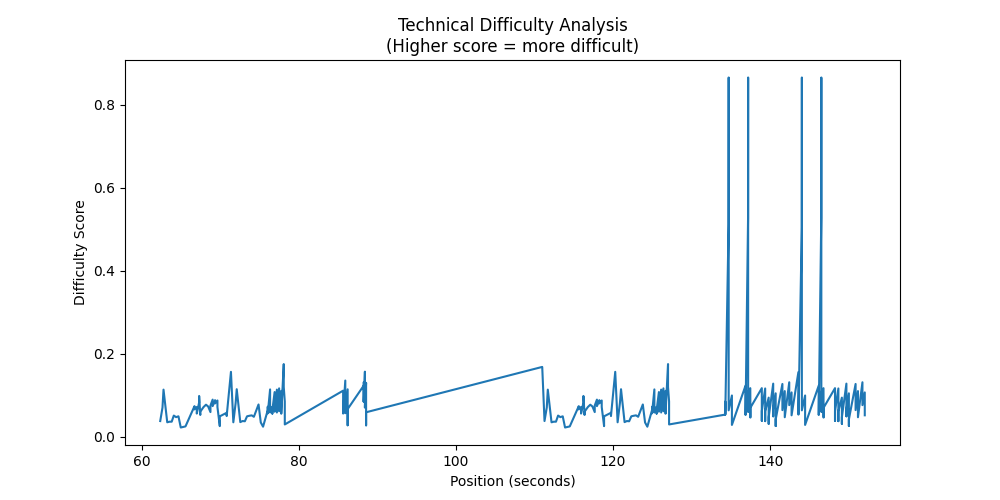 Technical Difficulty Analysis
(Higher score = more difficult)
Difficulty Score
0.8
0.6
0.4
0.2
0.0
60 80 100 120 140
Position (seconds)